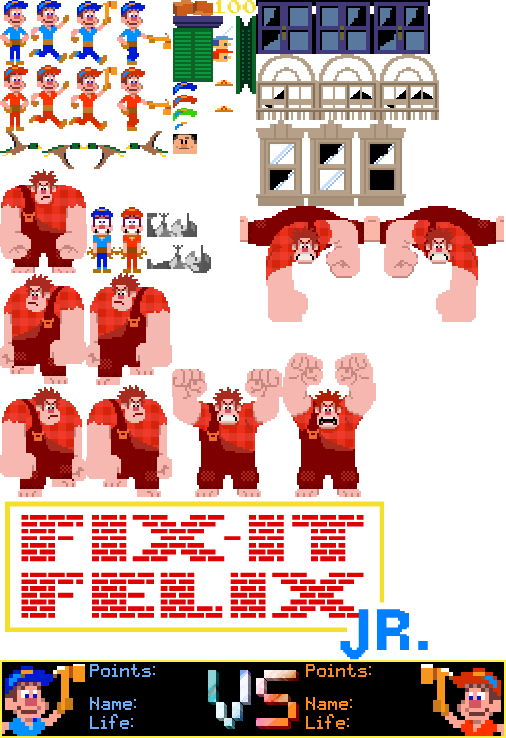 100
FIX-IT
FELIX
JR.
Points:
Name:
Life:
VS
Points:
Name:
Life: